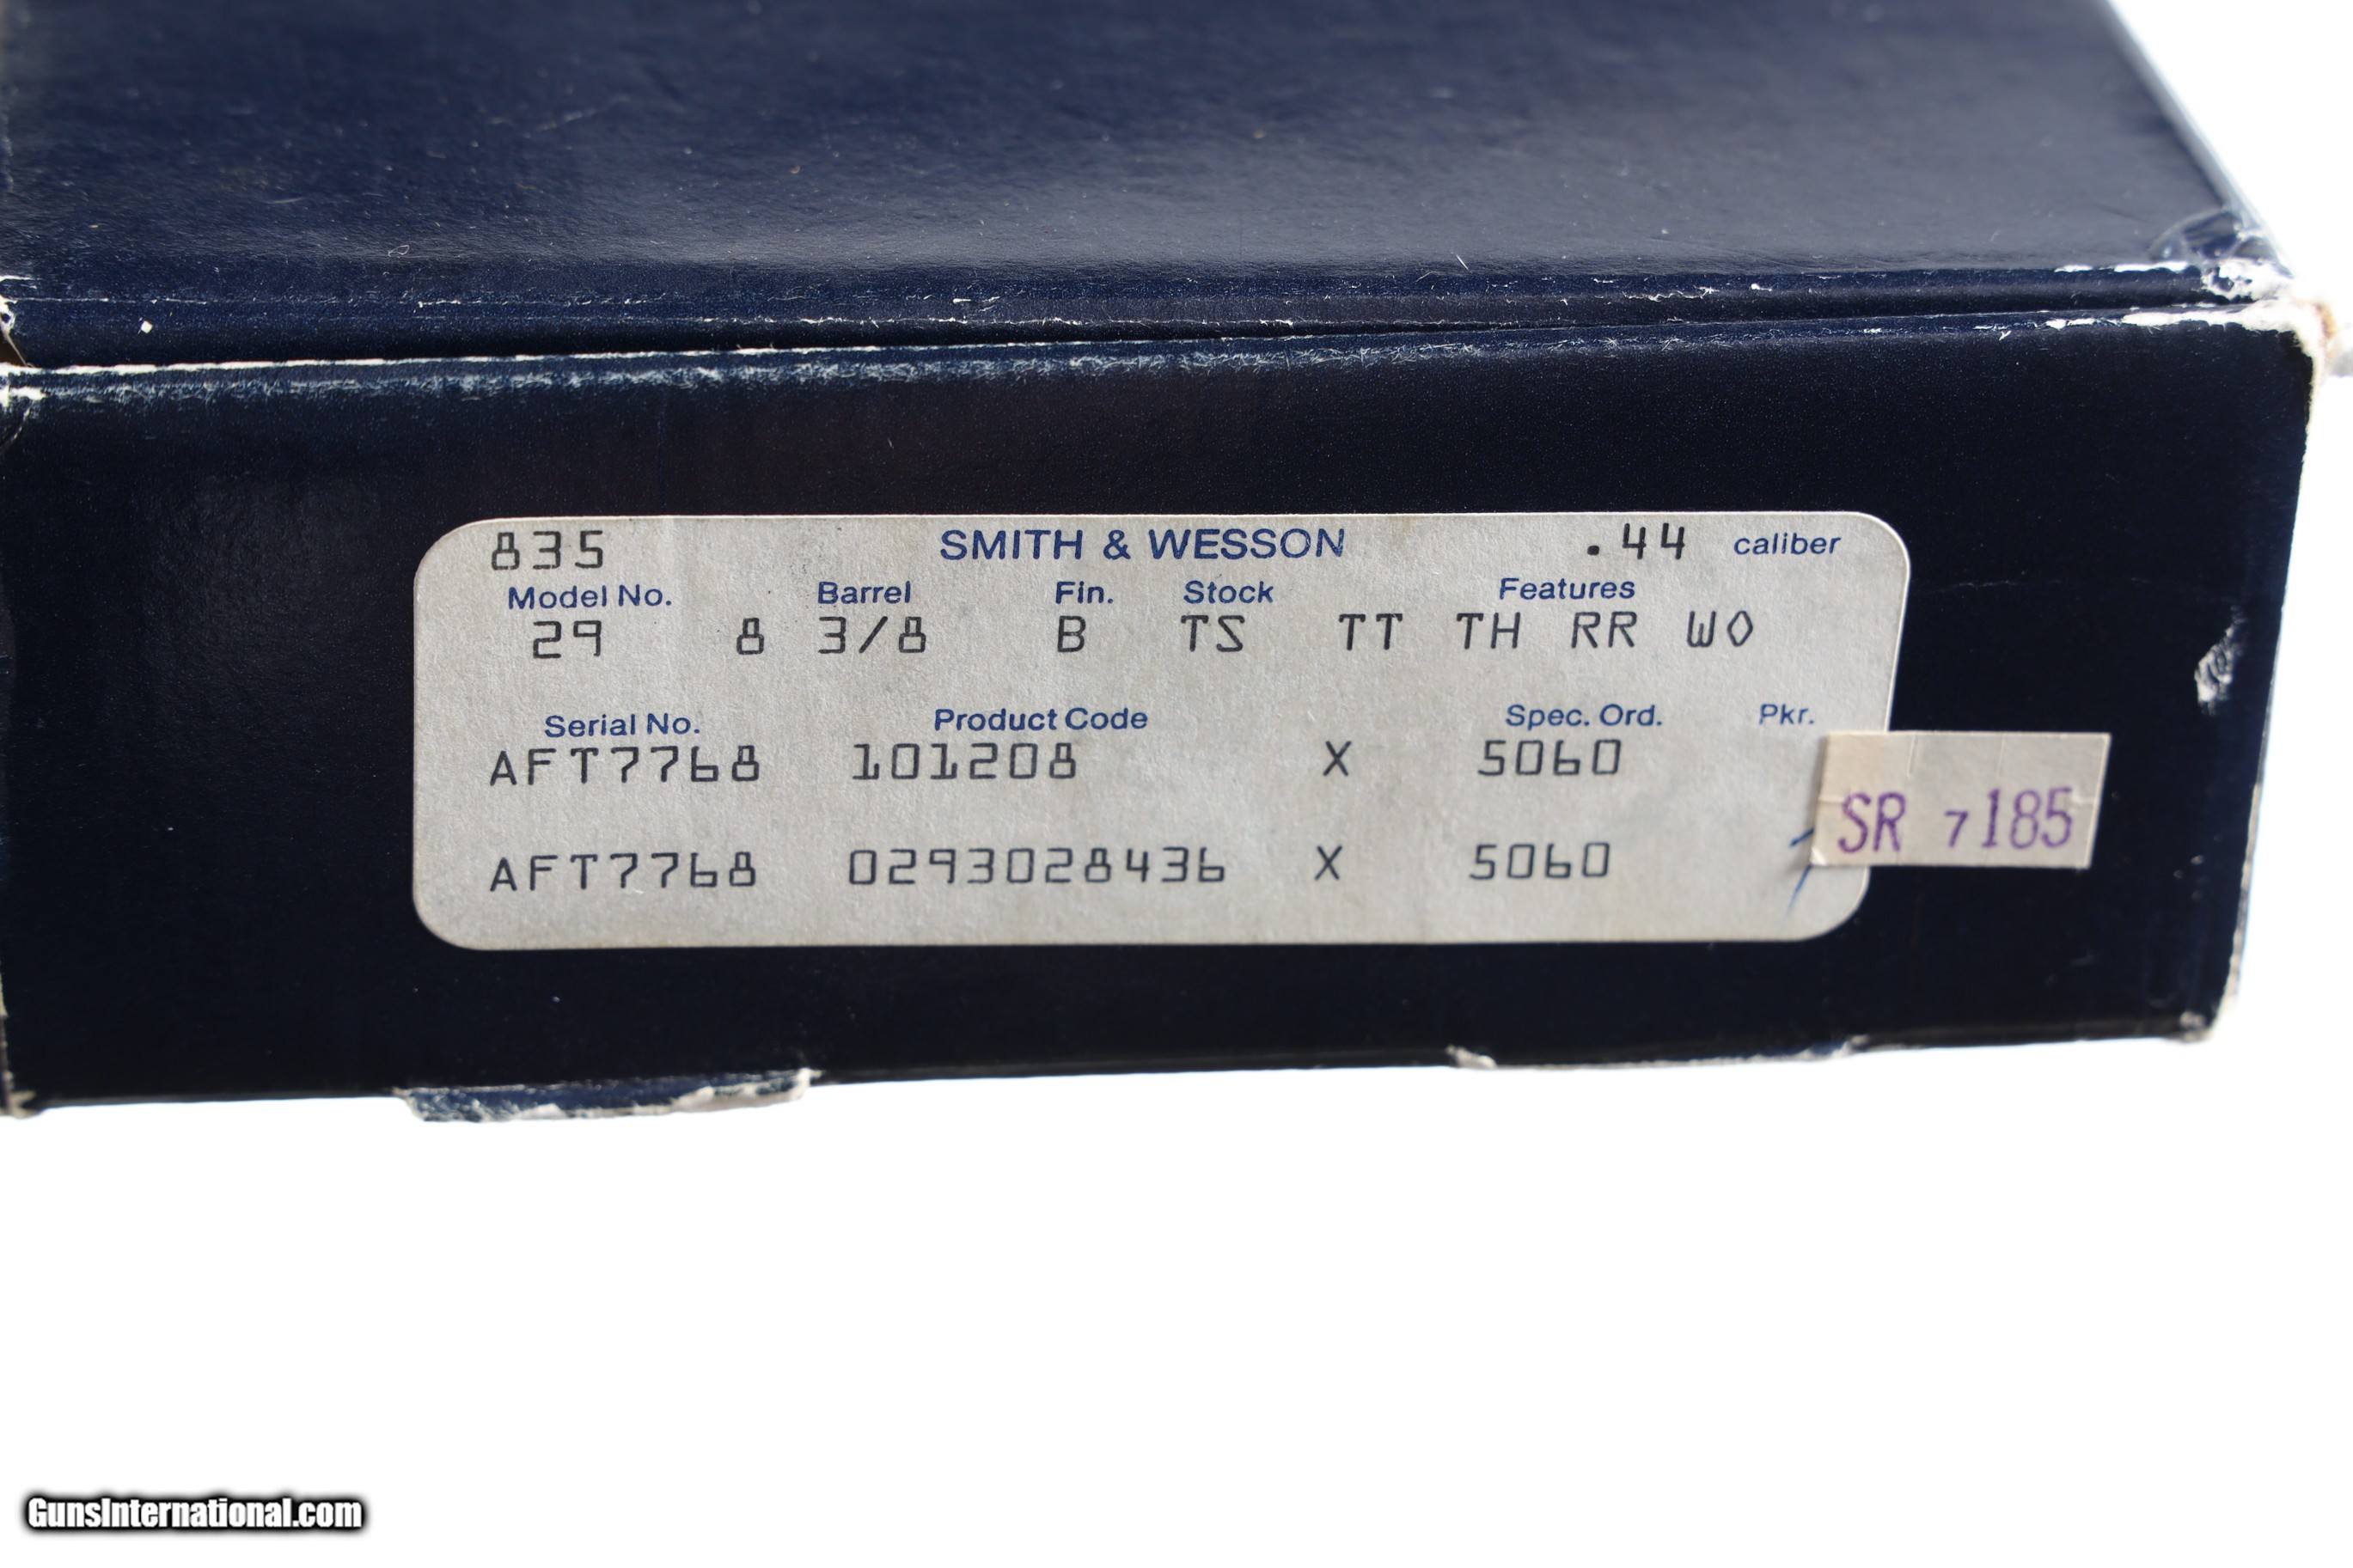 835 SMITH & WESSON .44 caliber
Model No. Barrel Fin. Stock Features
29 8 3/8 B TS TT TH RR WO
Serial No. Product Code Spec. Ord. Pkr.
AFT7768 101208 X 5060
SR 7185
AFT7768 0293028436 X 5060
GunsInternational.com